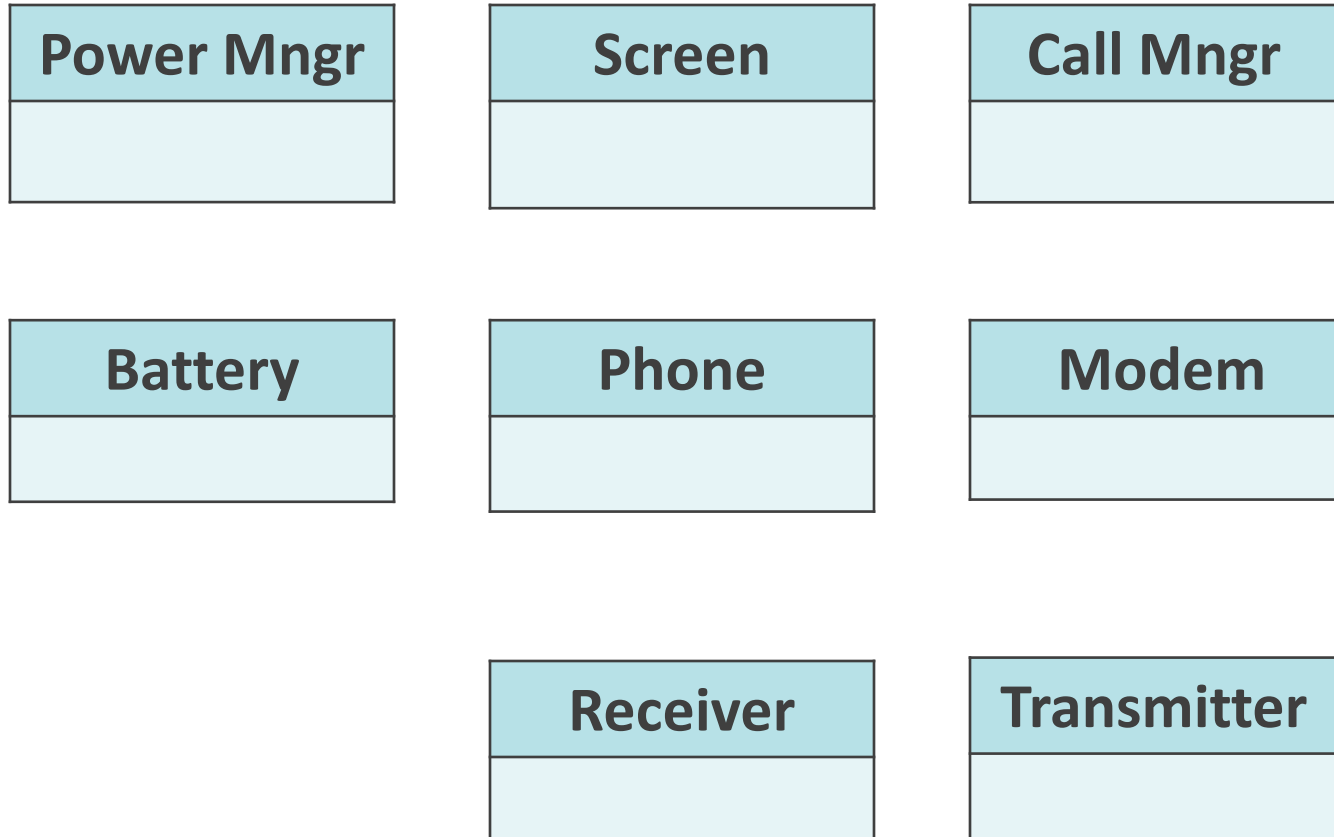 Power Mngr
Screen
Call Mngr
Battery
Phone
Modem
Receiver
Transmitter